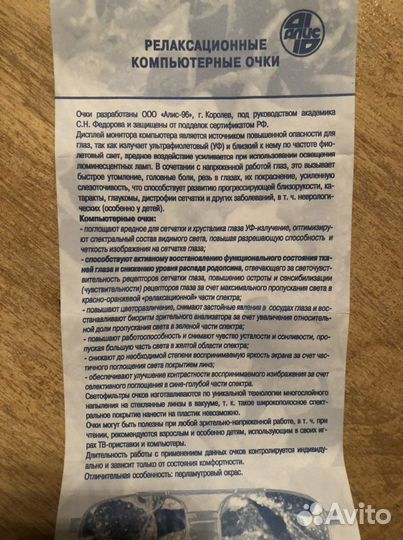 АЛИС
РЕЛАКСАЦИОННЫЕ
КОМПЬЮТЕРНЫЕ ОЧКИ
Очки разработаны ООО «Алис-96», г. Королев, под руководством академика
С.Н. Федорова и защищены от подделок сертификатом РФ.
Дисплей монитора компьютера является источником повышенной опасности для
глаз, так как излучает ультрафиолетовый (УФ) и близкий к нему по частоте фио-
летовый свет, вредное воздействие усиливается при использовании освещения
люминесцентных ламп. В сочетании с напряженной работой глаз, это вызывает
быстрое утомление, головные боли, резь в глазах, их покраснение, усиленную
слезоточивость, что способствует развитию прогрессирующей близорукости, ка-
таракты, глаукомы, дистрофии сетчатки и других заболеваний, в т. ч. неврологи-
ческих (особенно у детей).
Компьютерные очки:
- поглощают вредное для сетчатки и хрусталика глаза УФ-излучение, оптимизиру-
ют спектральный состав видимого света, повышая разрешающую способность и
четкость изображения на сетчатке глаза;
- способствуют активному восстановлению функционального состояния тка-
ней глаза и снижению уровня распада родопсина, отвечающего за светочувст-
вительность рецепторов сетчатки глаза, повышению остроты и сенсибилизации
(чувствительности) рецепторов глаза за счет максимального пропускания света в
красно-оранжевой «релаксационной» части спектра;
- повышают цветоразличение, снимают застойные явления в сосудах глаза и вос-
станавливают биоритм зрительного анализатора за счет увеличения относитель-
ной доли пропускания света в зеленой части спектра;
- повышают работоспособность и снимают чувство усталости и сонливости, про-
пуская большую часть света в желтой области спектра;
- снижают до необходимой степени воспринимаемую яркость экрана за счет час-
тичного поглощения света покрытием линз;
- обеспечивают улучшение контрастности воспринимаемого изображения за счет
селективного поглощения в сине-голубой части спектра.
Светофильтры очков изготавливаются по уникальной технологии многослойного
напыления на стеклянные линзы в вакууме, т. к. такое широкополосное спект-
ральное покрытие нанести на пластик невозможно.
Очки могут быть полезны при любой зрительно-напряженной работе, в т. ч. при
чтении, рекомендуются взрослым и особенно детям, использующим в своих иг-
рах ТВ-приставки и компьютеры.
Длительность работы с применением данных очков контролируется индивиду-
ально и зависит только от состояния комфортности.
Отличительная особенность: перламутровый окрас.
Avito